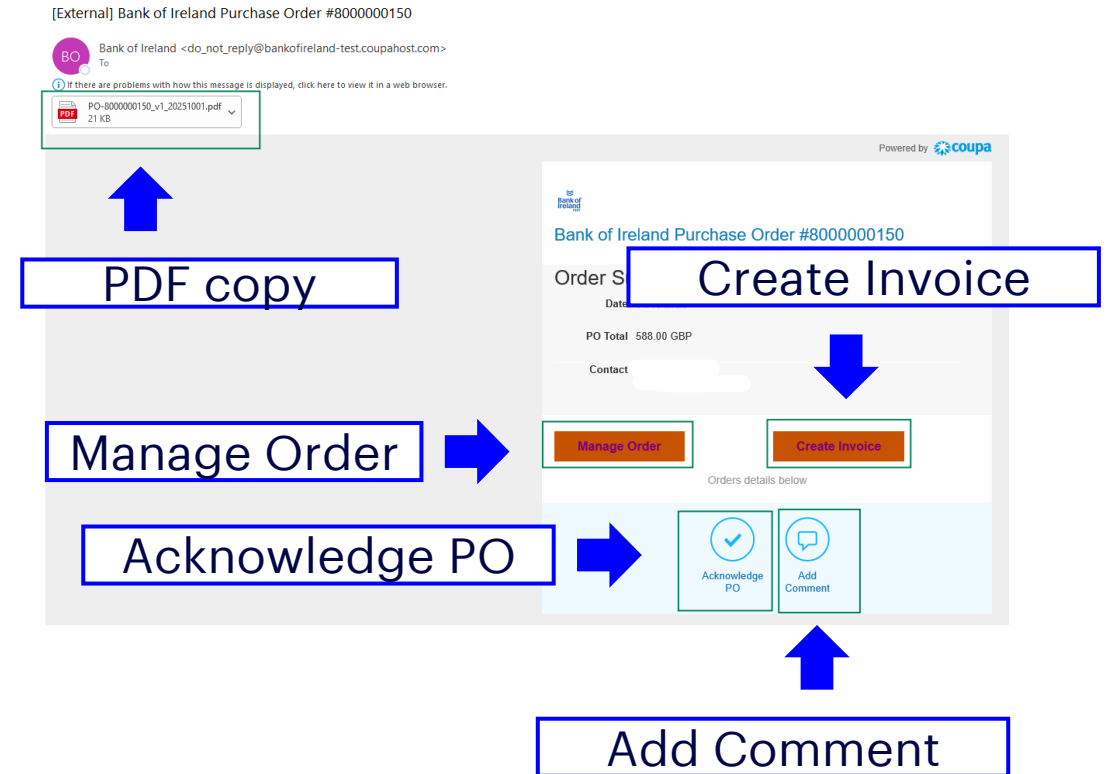 [External] Bank of Ireland Purchase Order #8000000150
BO
Bank of Ireland <do_not_reply@bankofireland-test.coupahost.com>
To
If there are problems with how this message is displayed, click here to view it in a web browser.
PDF
PO-8000000150_v1_20251001.pdf
21 KB
Powered by coupa
Bank of
Ireland
Bank of Ireland Purchase Order #8000000150
PDF copy
Order S
Create Invoice
Date
PO Total 588.00 GBP
Contact
Manage Order
Manage Order
Create Invoice
Orders details below
Acknowledge PO
Acknowledge
PO
Add
Comment
Add Comment